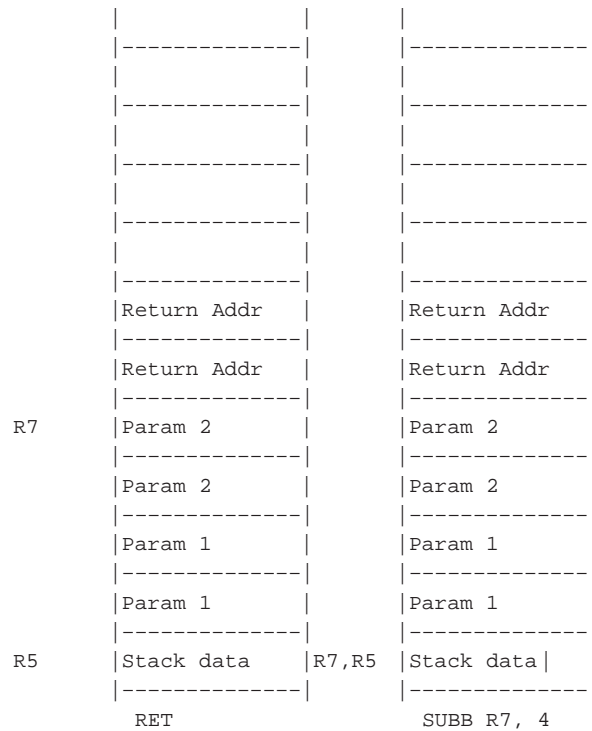 |              |       |
|--------------|       |--------------
|              |       |
|--------------|       |--------------
|              |       |
|--------------|       |--------------
|              |       |
|--------------|       |--------------
|              |       |
|--------------|       |--------------
|Return Addr   |       |Return Addr
|--------------|       |--------------
|Return Addr   |       |Return Addr
|--------------|       |--------------
R7      |Param 2       |       |Param 2
|--------------|       |--------------
|Param 2       |       |Param 2
|--------------|       |--------------
|Param 1       |       |Param 1
|--------------|       |--------------
|Param 1       |       |Param 1
|--------------|       |--------------
R5      |Stack data    |R7,R5  |Stack data|
|--------------|       |--------------
RET                   SUBB R7, 4